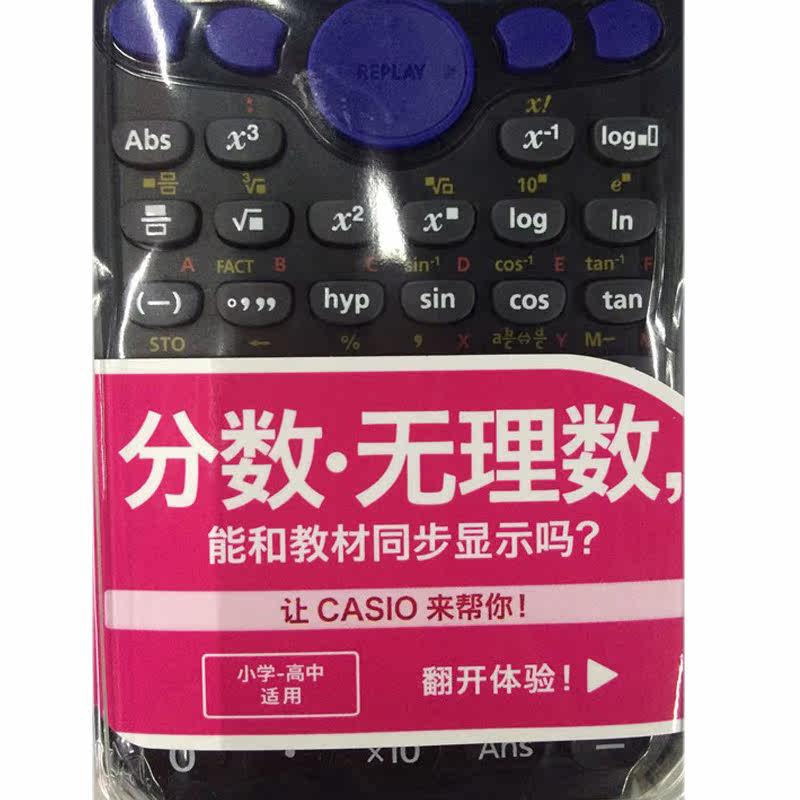 REPLAY
: x!
Abs x³ x⁻¹ log■▯
³√■ ■√▯ 10■ e■
√■ x² x■ log ln
A FACT B C sin⁻¹ D cos⁻¹ E tan⁻¹ F
(−) °,,, hyp sin cos tan
STO ← % , X a b/c⇔d/c Y M−
分数·无理数,
能和教材同步显示吗?
让 CASIO 来帮你!
小学-高中
适用
翻开体验! ▶
0 • ×10 Ans